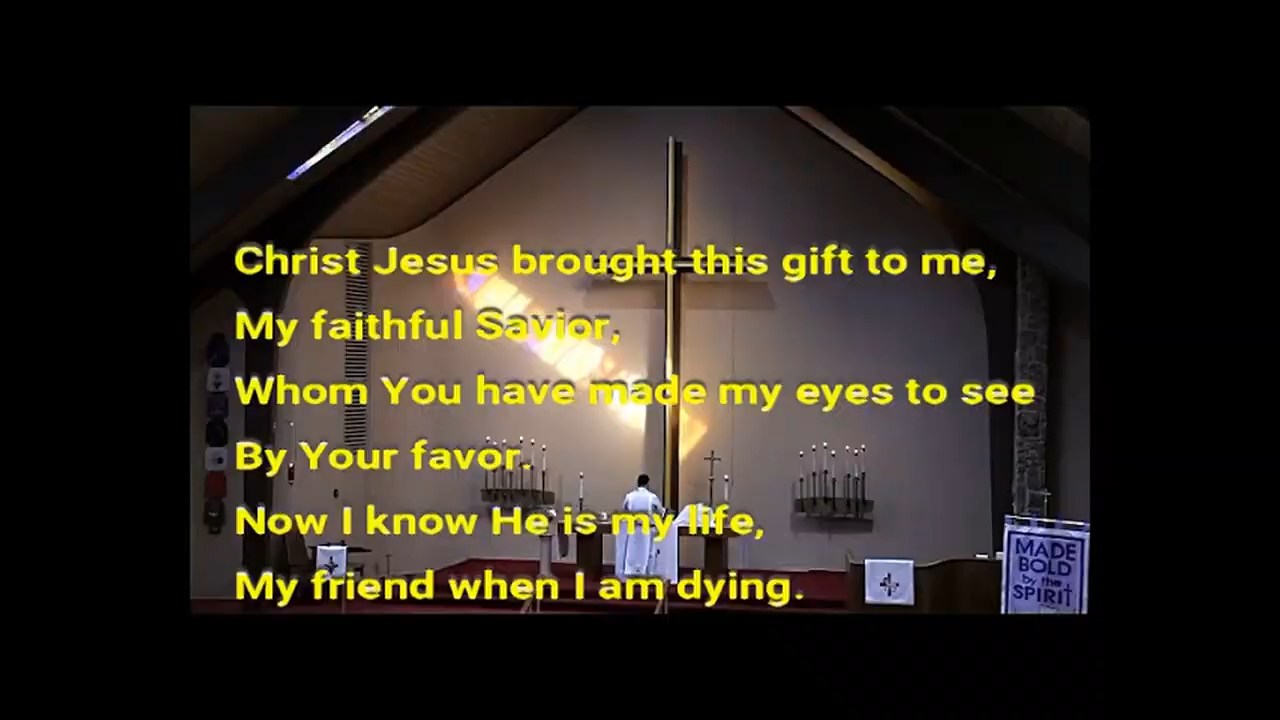 Christ Jesus brought this gift to me,
My faithful Savior,
Whom You have made my eyes to see
By Your favor.
Now I know He is my life,
My friend when I am dying.
MADE
BOLD
by the
SPIRIT